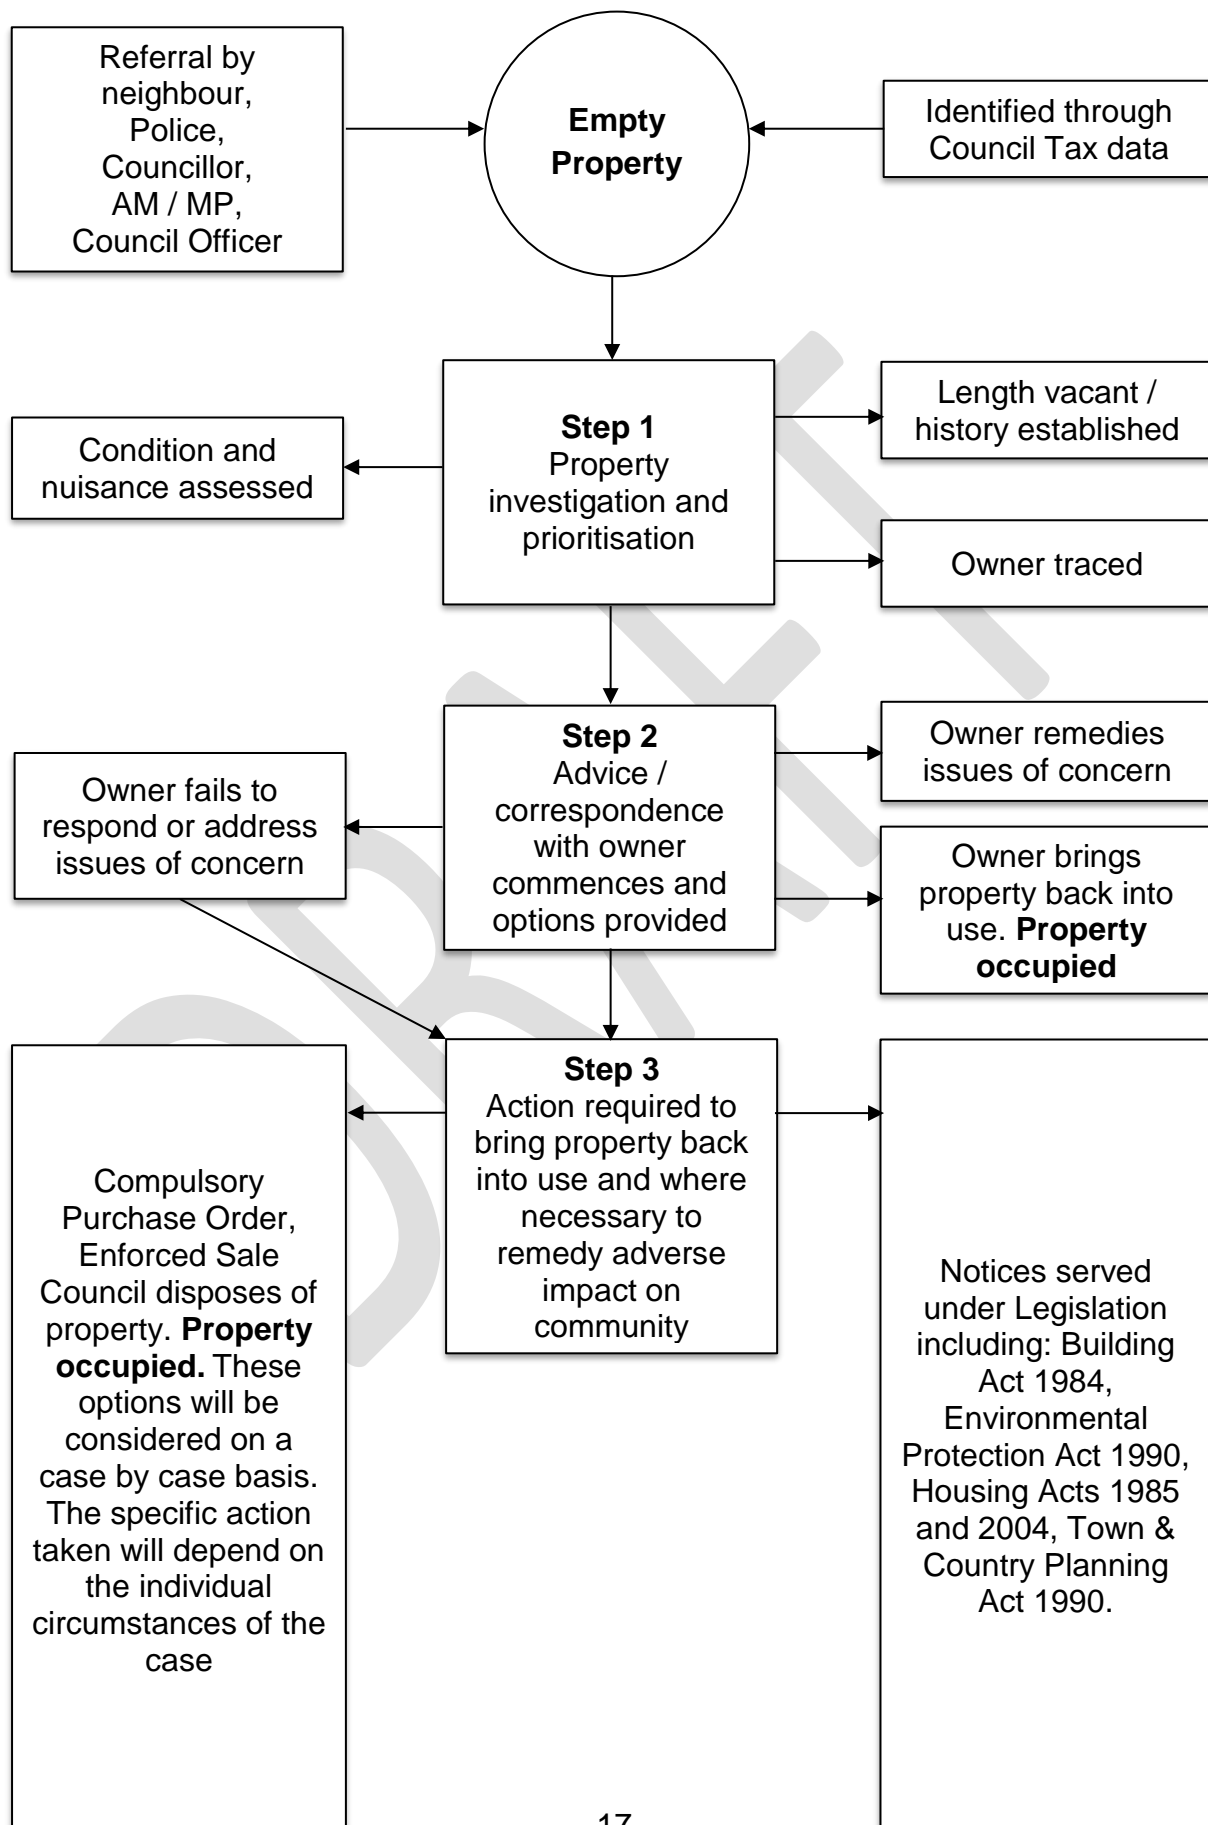 Referral by
neighbour,
Police,
Councillor,
AM / MP,
Council Officer
Empty
Property
Identified through
Council Tax data
Condition and
nuisance assessed
Step 1
Property
investigation and
prioritisation
Length vacant /
history established
Owner traced
Owner fails to
respond or address
issues of concern
Step 2
Advice /
correspondence
with owner
commences and
options provided
Owner remedies
issues of concern
Owner brings
property back into
use. Property
occupied
Compulsory
Purchase Order,
Enforced Sale
Council disposes of
property. Property
occupied. These
options will be
considered on a
case by case basis.
The specific action
taken will depend on
the individual
circumstances of the
case
Step 3
Action required to
bring property back
into use and where
necessary to
remedy adverse
impact on
community
Notices served
under Legislation
including: Building
Act 1984,
Environmental
Protection Act 1990,
Housing Acts 1985
and 2004, Town &
Country Planning
Act 1990.
DRAFT
17